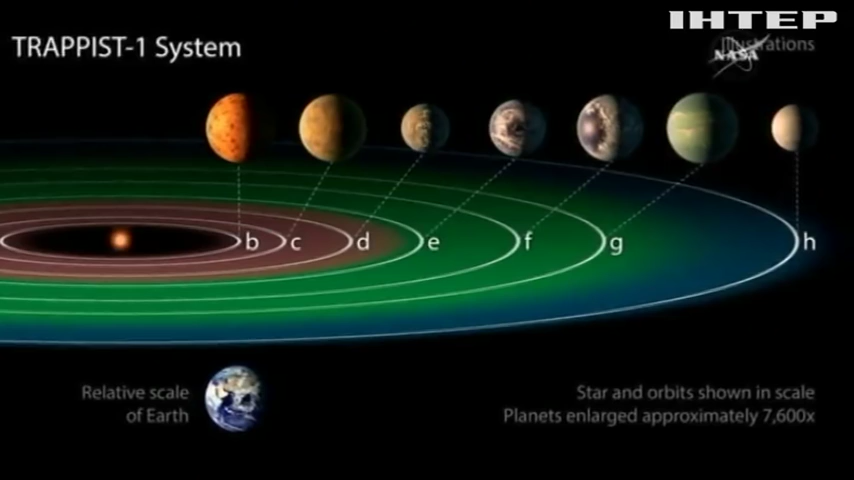 ІНТЕР
TRAPPIST-1 System
Illustrations
NASA
b
c
d
e
f
g
h
Relative scale
of Earth
Star and orbits shown in scale
Planets enlarged approximately 7,600x